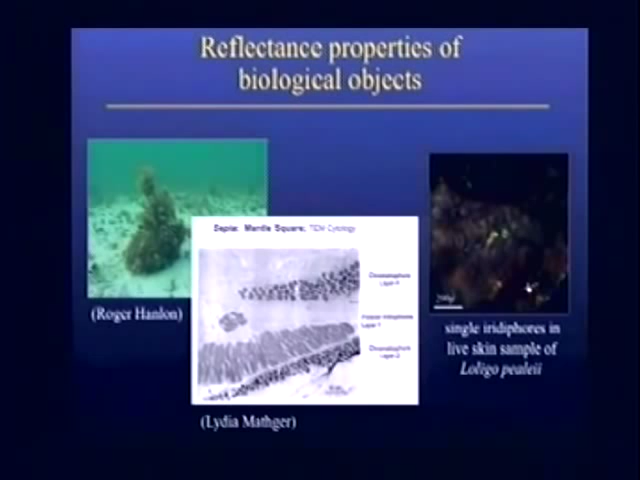 Reflectance properties of
biological objects
(Roger Hanlon)
Sepia: Mantle Square: TEM Cytology
Chromatophore
Layer-1
Chromatophore
Layer-2
(Lydia Mathger)
single iridiphores in
live skin sample of
Loligo pealeii